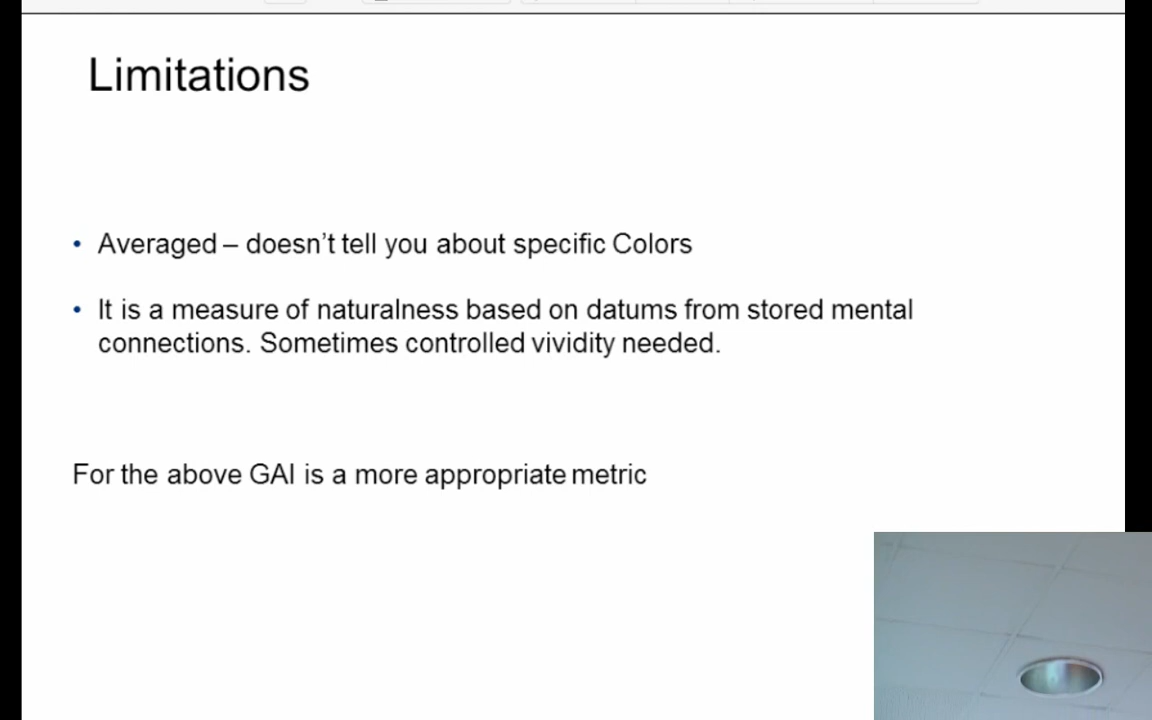 Limitations
• Averaged – doesn't tell you about specific Colors
• It is a measure of naturalness based on datums from stored mental
connections. Sometimes controlled vividity needed.
For the above GAI is a more appropriate metric